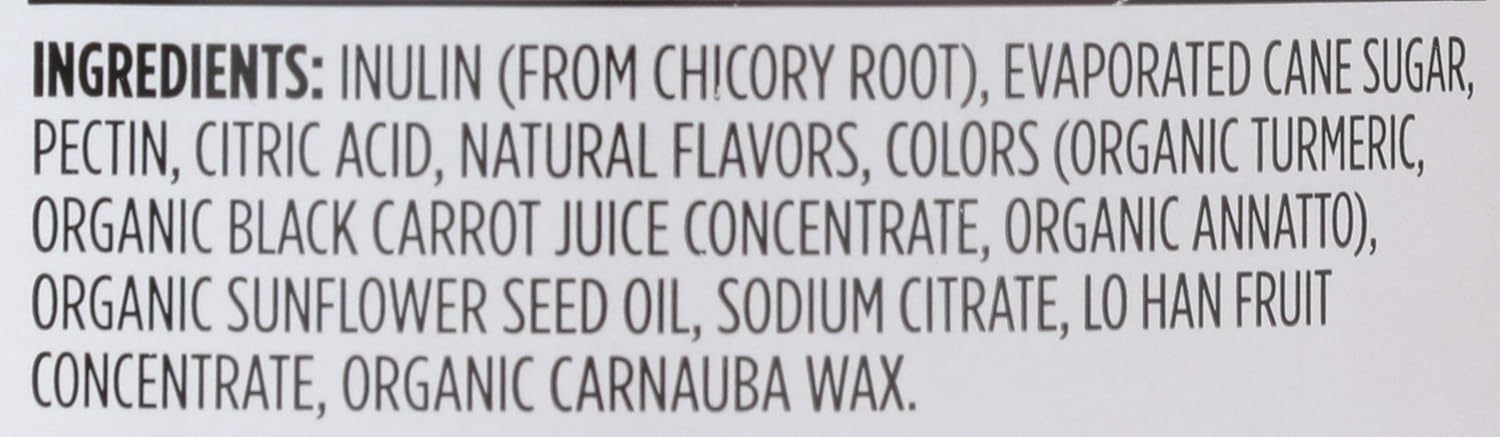 INGREDIENTS: INULIN (FROM CHICORY ROOT), EVAPORATED CANE SUGAR,
PECTIN, CITRIC ACID, NATURAL FLAVORS, COLORS (ORGANIC TURMERIC,
ORGANIC BLACK CARROT JUICE CONCENTRATE, ORGANIC ANNATTO),
ORGANIC SUNFLOWER SEED OIL, SODIUM CITRATE, LO HAN FRUIT
CONCENTRATE, ORGANIC CARNAUBA WAX.